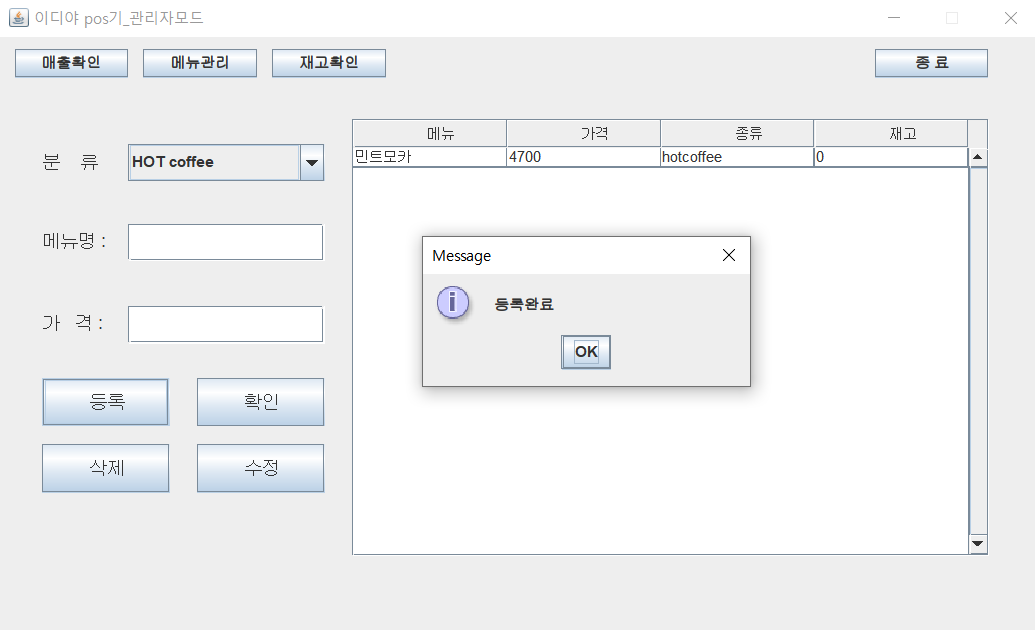 이디야 pos기_관리자모드
매출확인 메뉴관리 재고확인 종 료
메뉴 가격 종류 재고
민트모카 4700 hotcoffee 0
분 류 HOT coffee
메뉴명 :
가 격 :
등록 확인
삭제 수정
Message
등록완료
OK